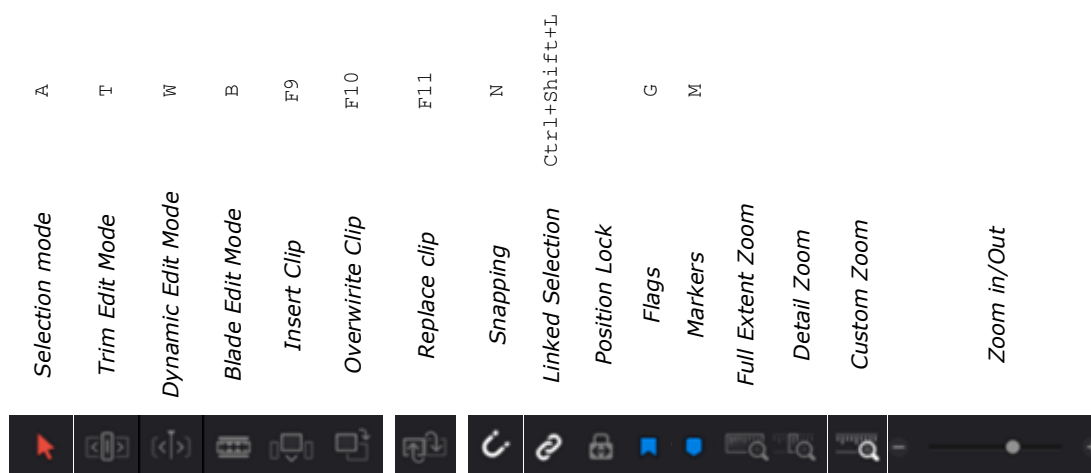 A
T
W
B
F9
F10
F11
N
Ctrl+Shift+L
G
M
Selection mode
Trim Edit Mode
Dynamic Edit Mode
Blade Edit Mode
Insert Clip
Overwirite Clip
Replace clip
Snapping
Linked Selection
Position Lock
Flags
Markers
Full Extent Zoom
Detail Zoom
Custom Zoom
Zoom in/Out